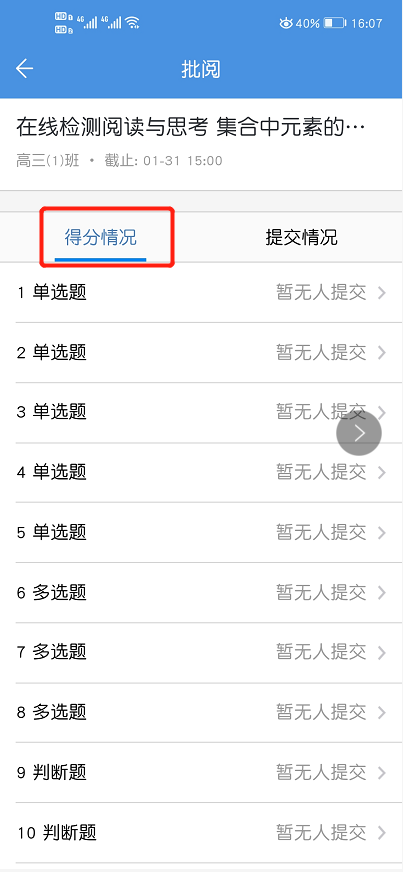 HD 1 4G 4G 40% 16:07
HD 2
批阅
在线检测阅读与思考 集合中元素的…
高三(1)班 · 截止: 01-31 15:00
得分情况 提交情况
1 单选题 暂无人提交
2 单选题 暂无人提交
3 单选题 暂无人提交
4 单选题 暂无人提交
5 单选题 暂无人提交
6 多选题 暂无人提交
7 多选题 暂无人提交
8 多选题 暂无人提交
9 判断题 暂无人提交
10 判断题 暂无人提交